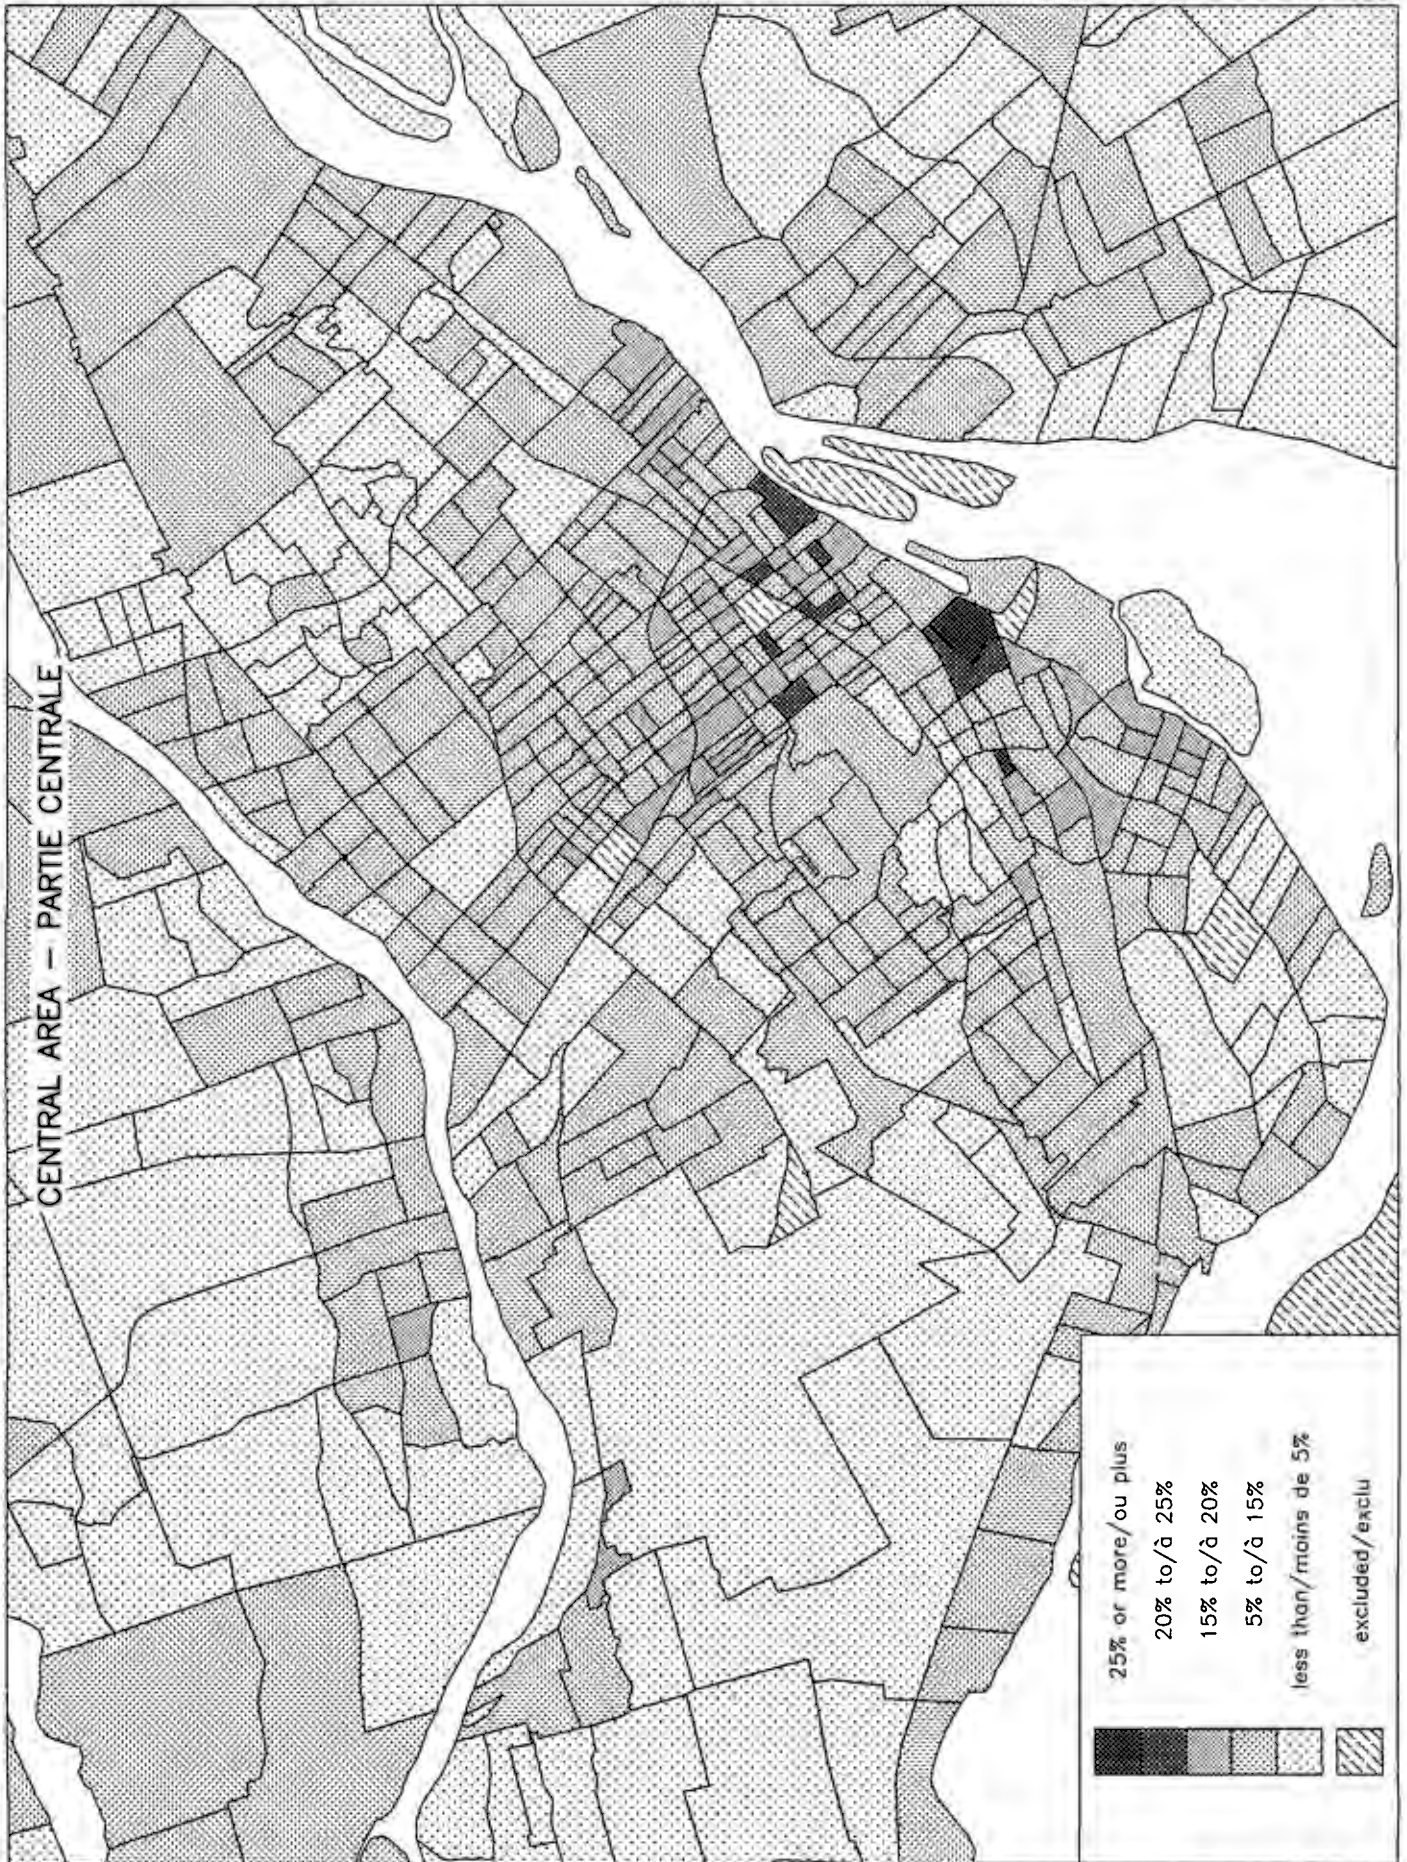 CENTRAL AREA — PARTIE CENTRALE
25% or more/ou plus
20% to/à 25%
15% to/à 20%
5% to/à 15%
less than/moins de 5%
excluded/exclu